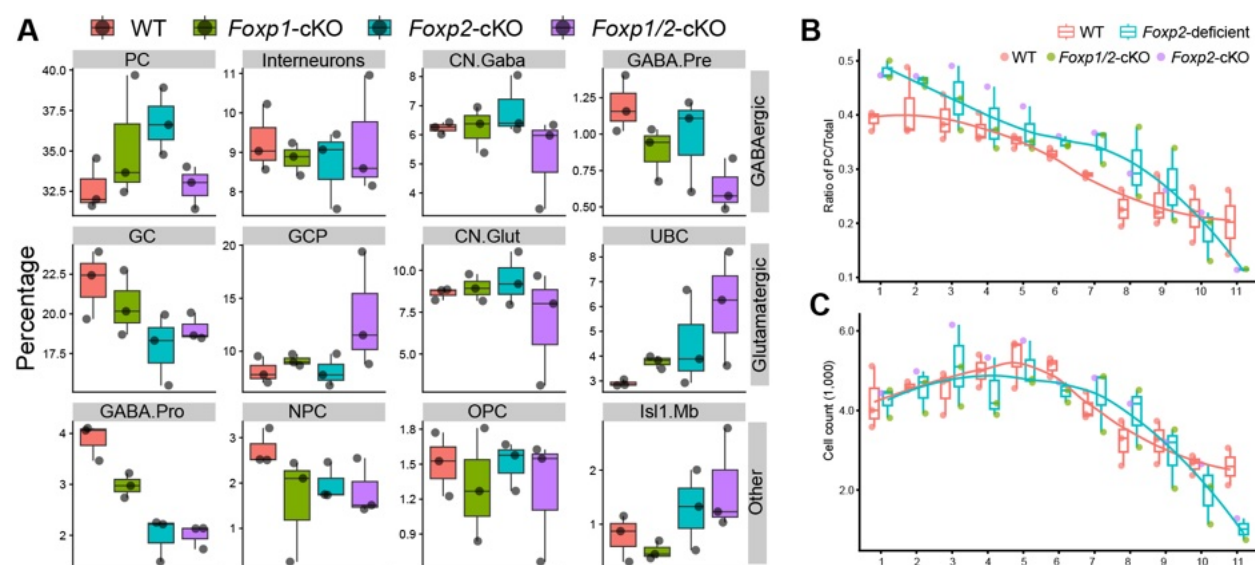 A
WT Foxp1-cKO Foxp2-cKO Foxp1/2-cKO
PC Interneurons CN.Gaba GABA.Pre
40.0 37.5 35.0 32.5
11 10 9 8
8 7 6 5 4
1.25 1.00 0.75 0.50
GABAergic
Percentage
GC GCP CN.Glut UBC
22.5 20.0 17.5
20 15 10
10.0 7.5 5.0
8 7 6 5 4 3
Glutamatergic
GABA.Pro NPC OPC Isl1.Mb
4 3 2
3 2 1
1.8 1.5 1.2 0.9
2 1
Other
B
WT Foxp2-deficient
WT Foxp1/2-cKO Foxp2-cKO
Ratio of PC/Total
0.5
0.4
0.3
0.2
0.1
1 2 3 4 5 6 7 8 9 10 11
C
Cell count (1,000)
6.0
4.0
2.0
1 2 3 4 5 6 7 8 9 10 11